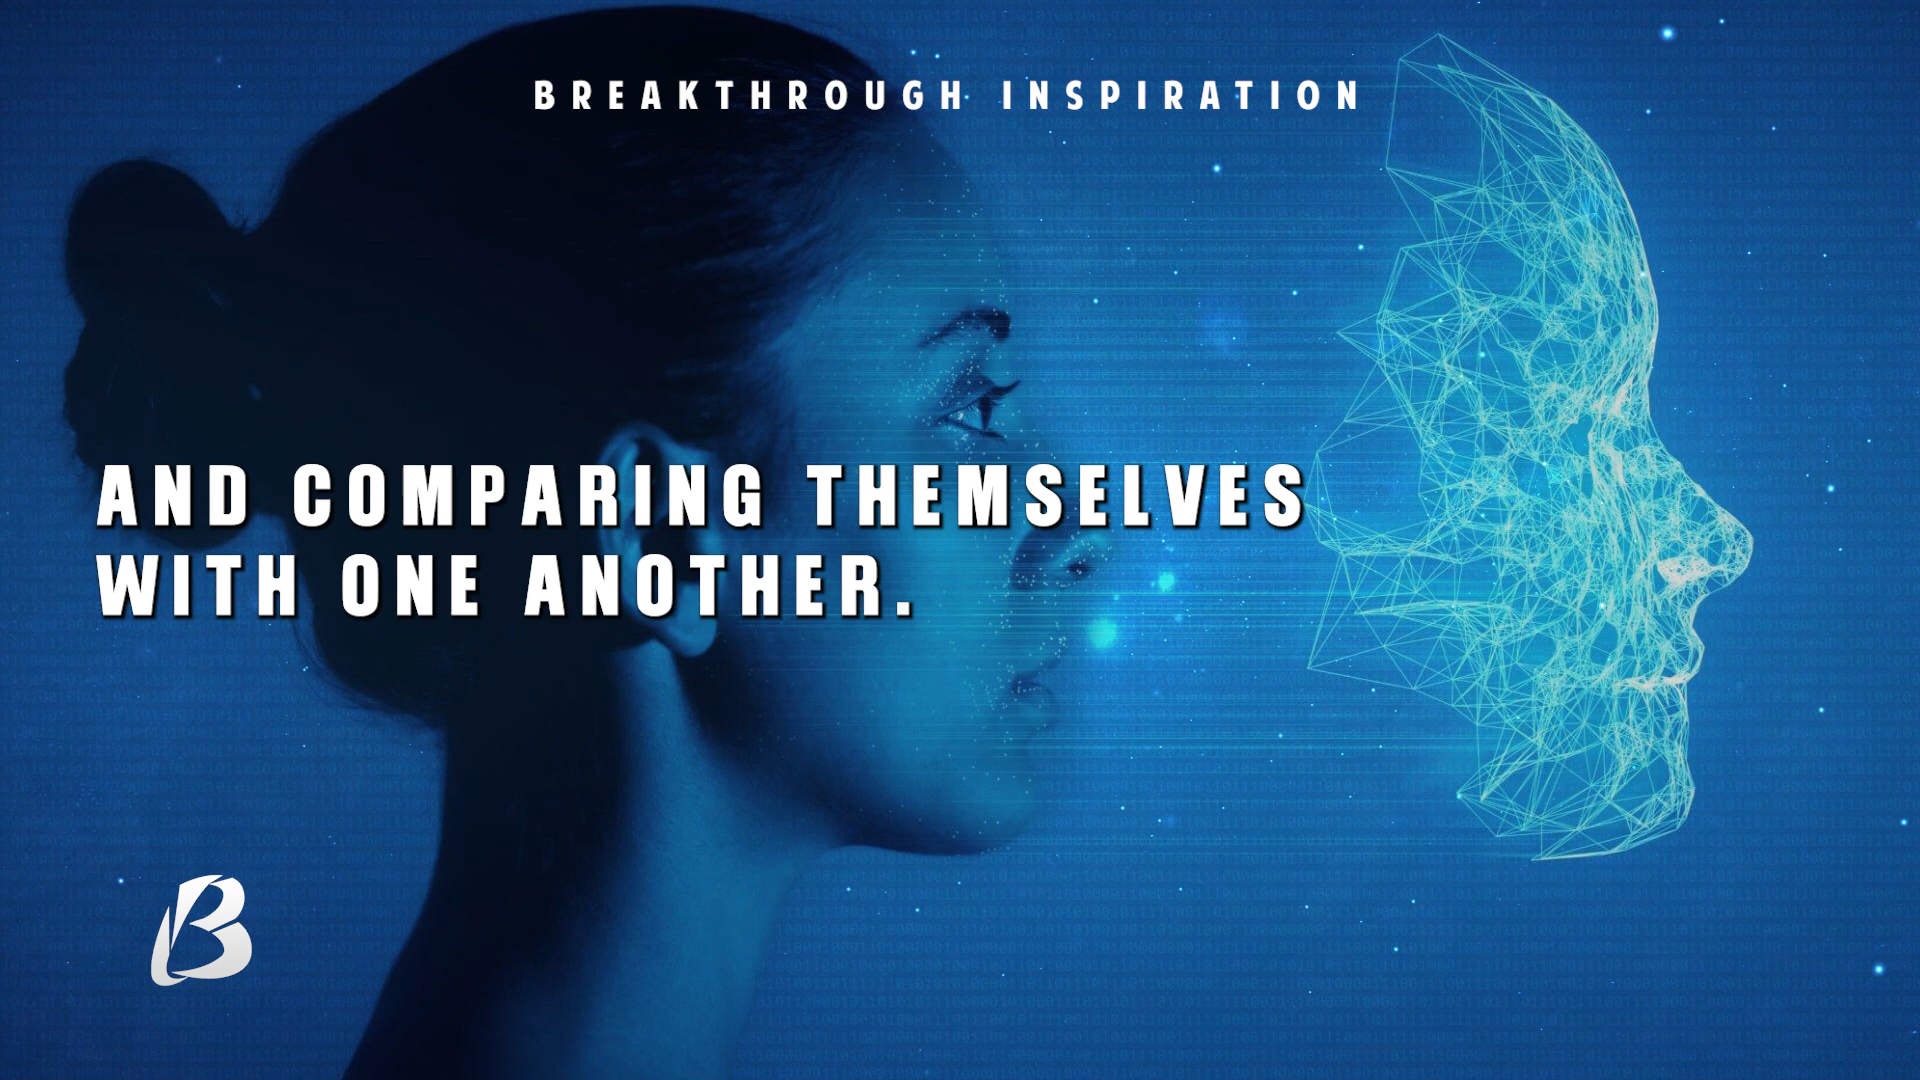 BREAKTHROUGH INSPIRATION
AND COMPARING THEMSELVES
WITH ONE ANOTHER.
B